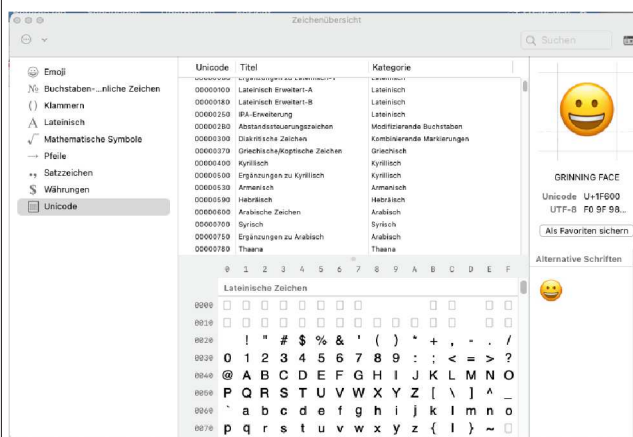 Zeichenübersicht
Suchen
Emoji
Buchstaben-...nliche Zeichen
Klammern
Lateinisch
Mathematische Symbole
Pfeile
Satzzeichen
Währungen
Unicode
Unicode Titel Kategorie
00000100 Lateinisch Erweitert-A Lateinisch
00000180 Lateinisch Erweitert-B Lateinisch
00000250 IPA-Erweiterung Lateinisch
000002B0 Abstandssteuerungszeichen Modifizierende Buchstaben
00000300 Diakritische Zeichen Kombinierende Markierungen
00000370 Griechische/Koptische Zeichen Griechisch
00000400 Kyrillisch Kyrillisch
00000500 Ergänzungen zu Kyrillisch Kyrillisch
00000530 Armenisch Armenisch
00000590 Hebräisch Hebräisch
00000600 Arabische Zeichen Arabisch
00000700 Syrisch Syrisch
00000750 Ergänzungen zu Arabisch Arabisch
00000780 Thaana Thaana
0 1 2 3 4 5 6 7 8 9 A B C D E F
Lateinische Zeichen
0000
0010
0020 ! " # $ % & ' ( ) * + , - . /
0030 0 1 2 3 4 5 6 7 8 9 : ; < = > ?
0040 @ A B C D E F G H I J K L M N O
0050 P Q R S T U V W X Y Z [ \ ] ^ _
0060 ` a b c d e f g h i j k l m n o
0070 p q r s t u v w x y z { | } ~
GRINNING FACE
Unicode U+1F600
UTF-8 F0 9F 98...
Als Favoriten sichern
Alternative Schriften